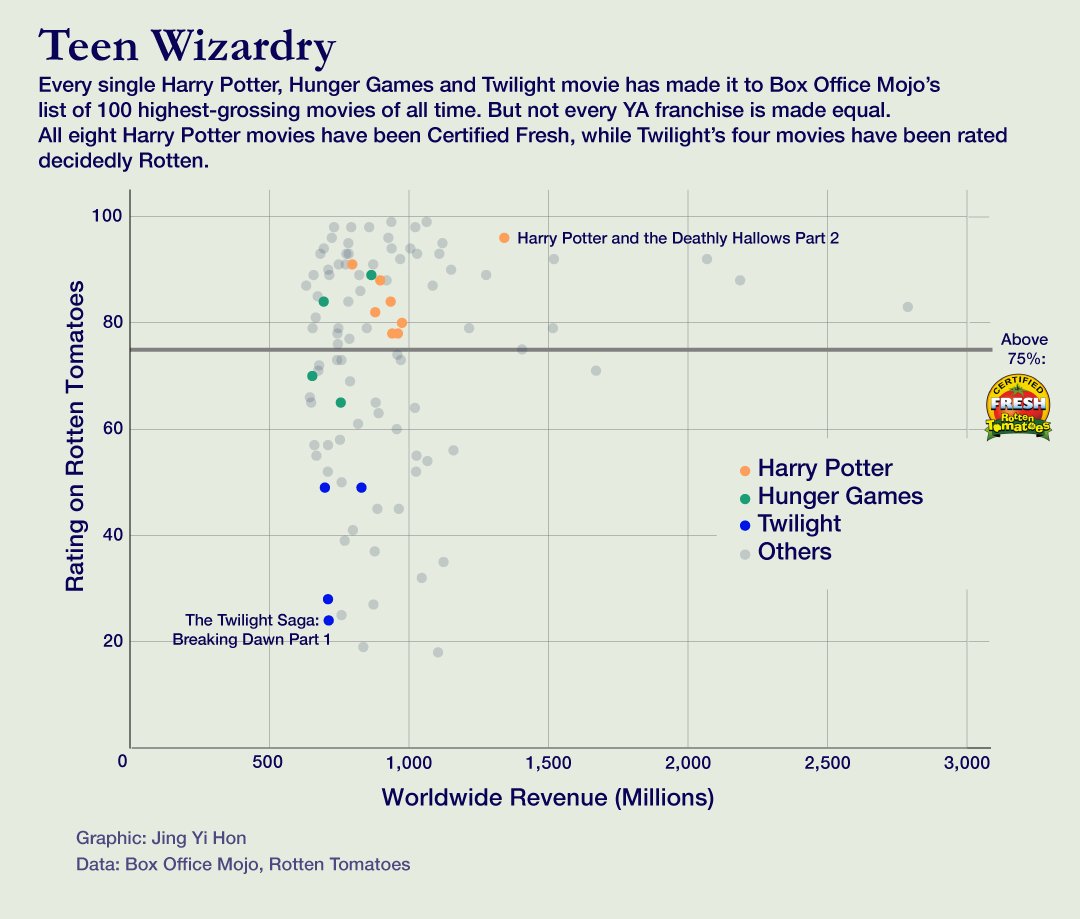 Teen Wizardry
Every single Harry Potter, Hunger Games and Twilight movie has made it to Box Office Mojo’s
list of 100 highest-grossing movies of all time. But not every YA franchise is made equal.
All eight Harry Potter movies have been Certified Fresh, while Twilight’s four movies have been rated
decidedly Rotten.
Rating on Rotten Tomatoes
100
80
60
40
20
Harry Potter and the Deathly Hallows Part 2
Above
75%:
CERTIFIED
FRESH
Rotten
Tomatoes
Harry Potter
Hunger Games
Twilight
Others
The Twilight Saga:
Breaking Dawn Part 1
0
500
1,000
1,500
2,000
2,500
3,000
Worldwide Revenue (Millions)
Graphic: Jing Yi Hon
Data: Box Office Mojo, Rotten Tomatoes